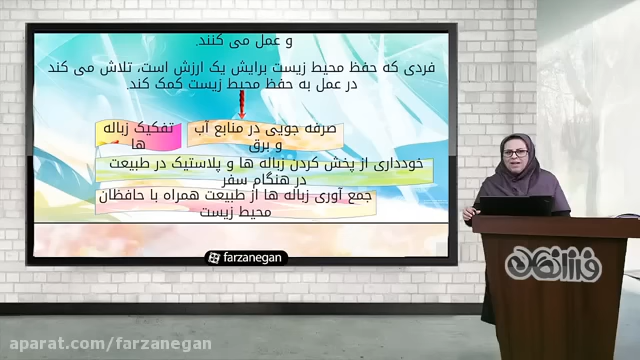 و عمل می کنند.
فردی که حفظ محیط زیست برایش یک ارزش است، تلاش می کند
در عمل به حفظ محیط زیست کمک کند.
صرفه جویی در منابع آب
و برق
تفکیک زباله
ها
خودداری از پخش کردن زباله ها و پلاستیک در طبیعت
در هنگام سفر
جمع آوری زباله ها از طبیعت همراه با حافظان
محیط زیست
farzanegan
فرزانگان
aparat.com/farzanegan